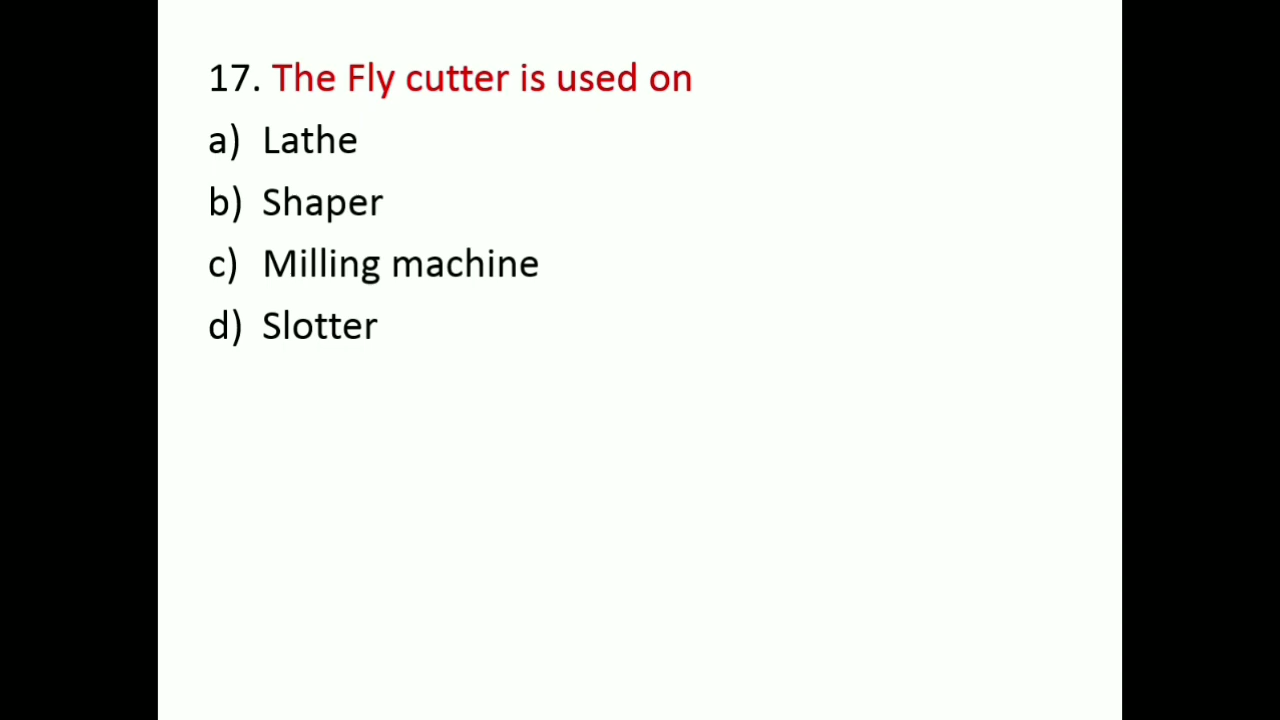 17. The Fly cutter is used on
a) Lathe
b) Shaper
c) Milling machine
d) Slotter